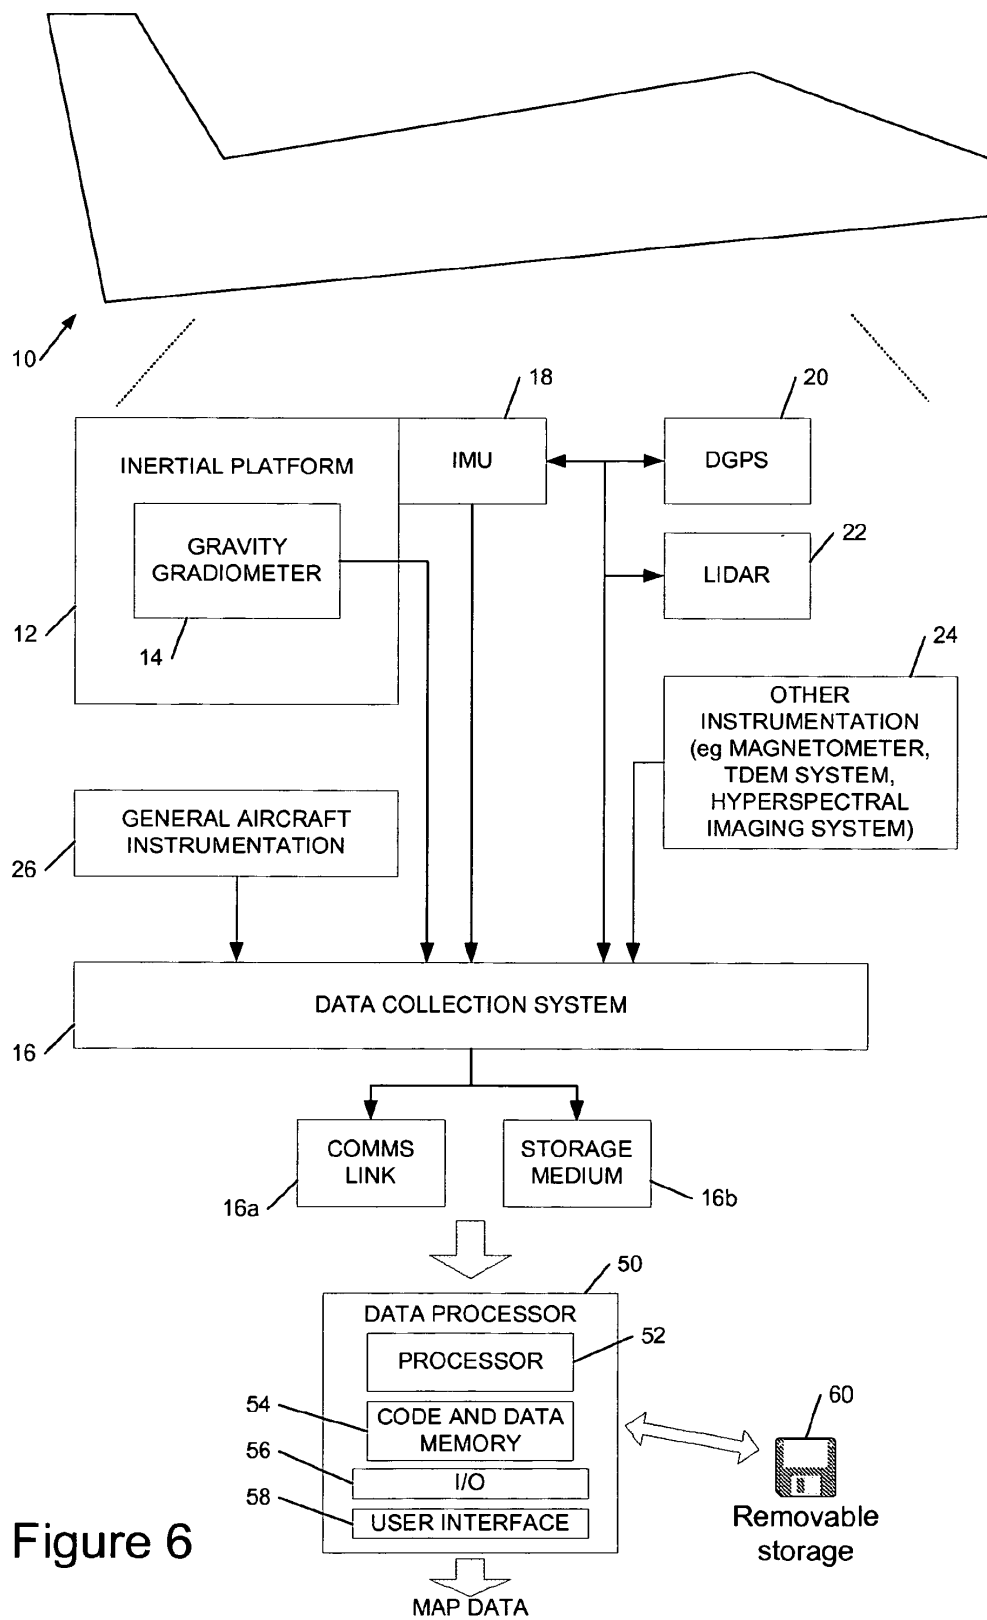 10
18
20
INERTIAL PLATFORM
IMU
DGPS
GRAVITY
GRADIOMETER
22
LIDAR
12
14
24
OTHER
INSTRUMENTATION
(eg MAGNETOMETER,
TDEM SYSTEM,
HYPERSPECTRAL
IMAGING SYSTEM)
GENERAL AIRCRAFT
INSTRUMENTATION
26
DATA COLLECTION SYSTEM
16
COMMS
LINK
STORAGE
MEDIUM
16a
16b
50
DATA PROCESSOR
52
PROCESSOR
54
CODE AND DATA
MEMORY
60
56
I/O
58
USER INTERFACE
Removable
storage
Figure 6
MAP DATA